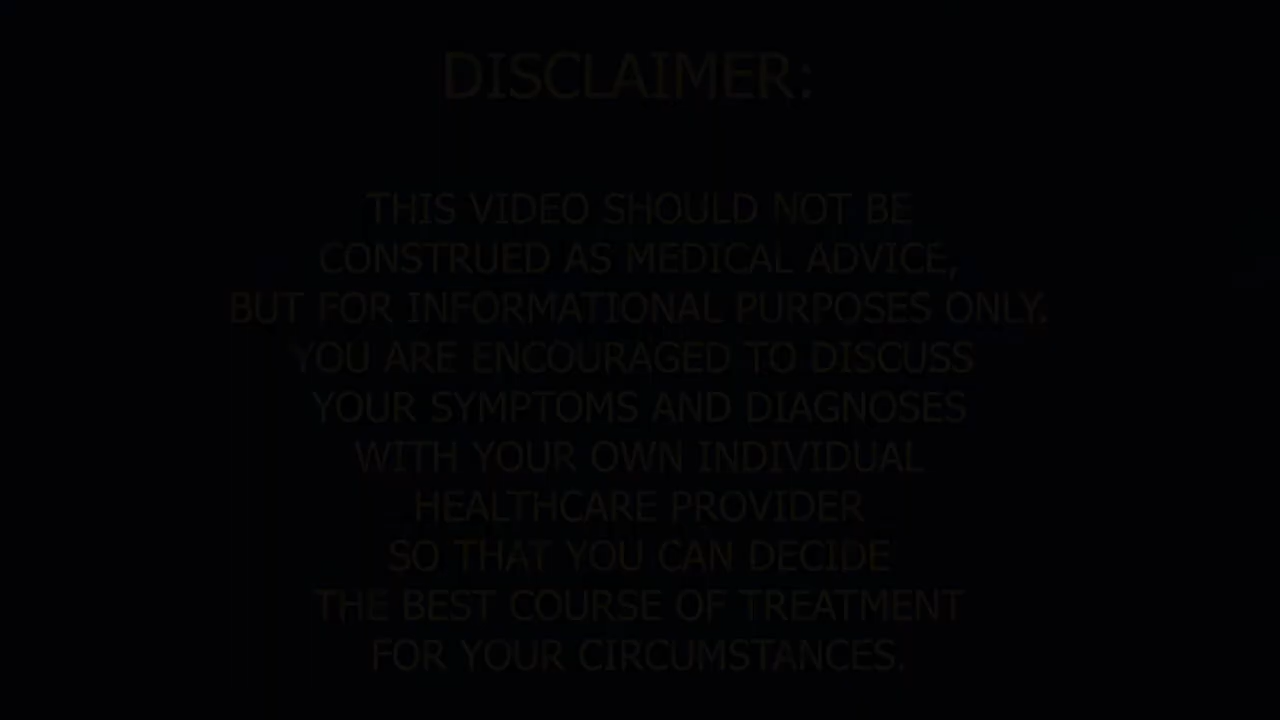 DISCLAIMER:
THIS VIDEO SHOULD NOT BE
CONSTRUED AS MEDICAL ADVICE,
BUT FOR INFORMATIONAL PURPOSES ONLY.
YOU ARE ENCOURAGED TO DISCUSS
YOUR SYMPTOMS AND DIAGNOSES
WITH YOUR OWN INDIVIDUAL
HEALTHCARE PROVIDER
SO THAT YOU CAN DECIDE
THE BEST COURSE OF TREATMENT
FOR YOUR CIRCUMSTANCES.